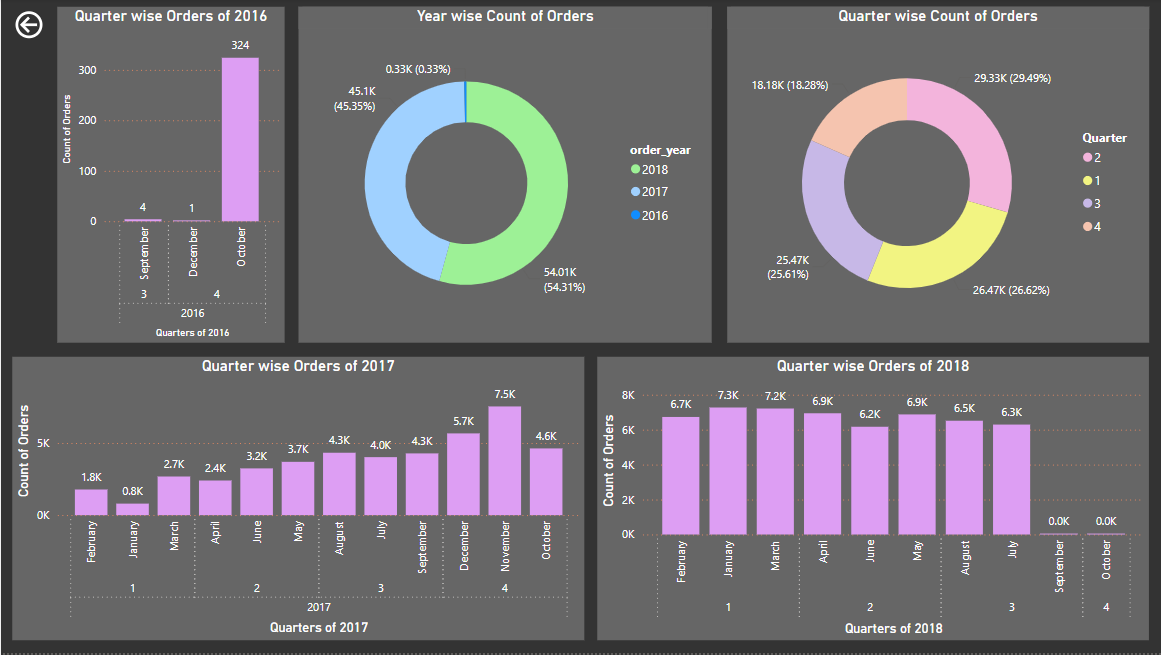 Quarter wise Orders of 2016
324
300
200
100
0
4
1
Count of Orders
September
December
October
3
4
2016
Quarters of 2016
Year wise Count of Orders
0.33K (0.33%)
45.1K
(45.35%)
54.01K
(54.31%)
order_year
2018
2017
2016
Quarter wise Count of Orders
18.18K (18.28%)
29.33K (29.49%)
25.47K
(25.61%)
26.47K (26.62%)
Quarter
2
1
3
4
Quarter wise Orders of 2017
Count of Orders
5K
0K
1.8K
0.8K
2.7K
2.4K
3.2K
3.7K
4.3K
4.0K
4.3K
5.7K
7.5K
4.6K
February
January
March
April
June
May
August
July
September
December
November
October
1
2
3
4
2017
Quarters of 2017
Quarter wise Orders of 2018
Count of Orders
8K
6K
4K
2K
0K
6.7K
7.3K
7.2K
6.9K
6.2K
6.9K
6.5K
6.3K
0.0K
0.0K
February
January
March
April
June
May
August
July
September
October
1
2
3
4
Quarters of 2018